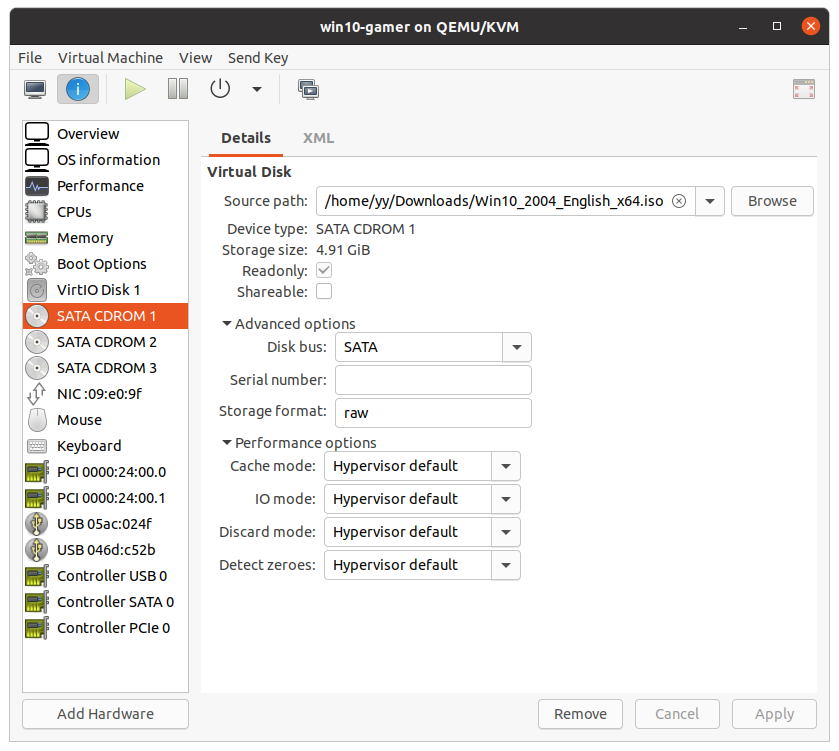 win10-gamer on QEMU/KVM
File Virtual Machine View Send Key
Overview
OS information
Performance
CPUs
Memory
Boot Options
VirtIO Disk 1
SATA CDROM 1
SATA CDROM 2
SATA CDROM 3
NIC :09:e0:9f
Mouse
Keyboard
PCI 0000:24:00.0
PCI 0000:24:00.1
USB 05ac:024f
USB 046d:c52b
Controller USB 0
Controller SATA 0
Controller PCIe 0
Add Hardware
Details XML
Virtual Disk
Source path: /home/yy/Downloads/Win10_2004_English_x64.iso Browse
Device type: SATA CDROM 1
Storage size: 4.91 GiB
Readonly:
Shareable:
Advanced options
Disk bus: SATA
Serial number:
Storage format: raw
Performance options
Cache mode: Hypervisor default
IO mode: Hypervisor default
Discard mode: Hypervisor default
Detect zeroes: Hypervisor default
Remove Cancel Apply